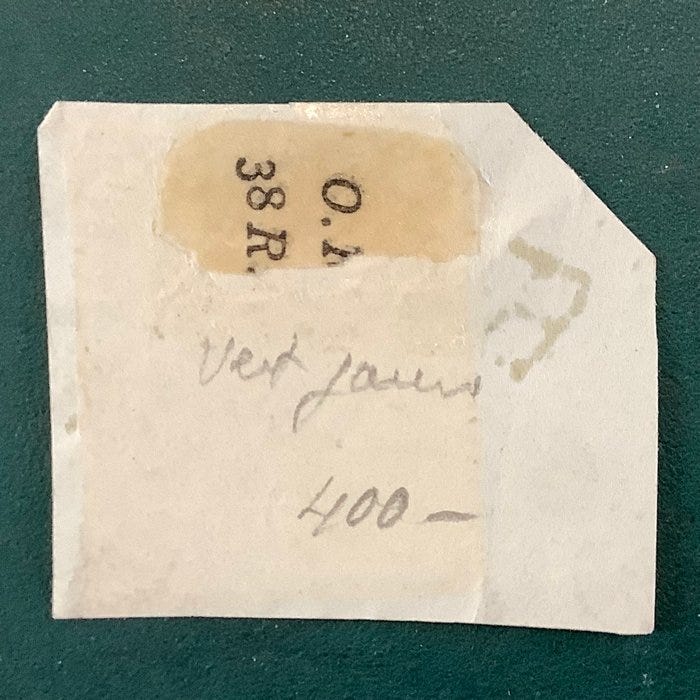 O.
38 R.
Vert jaune
400 –